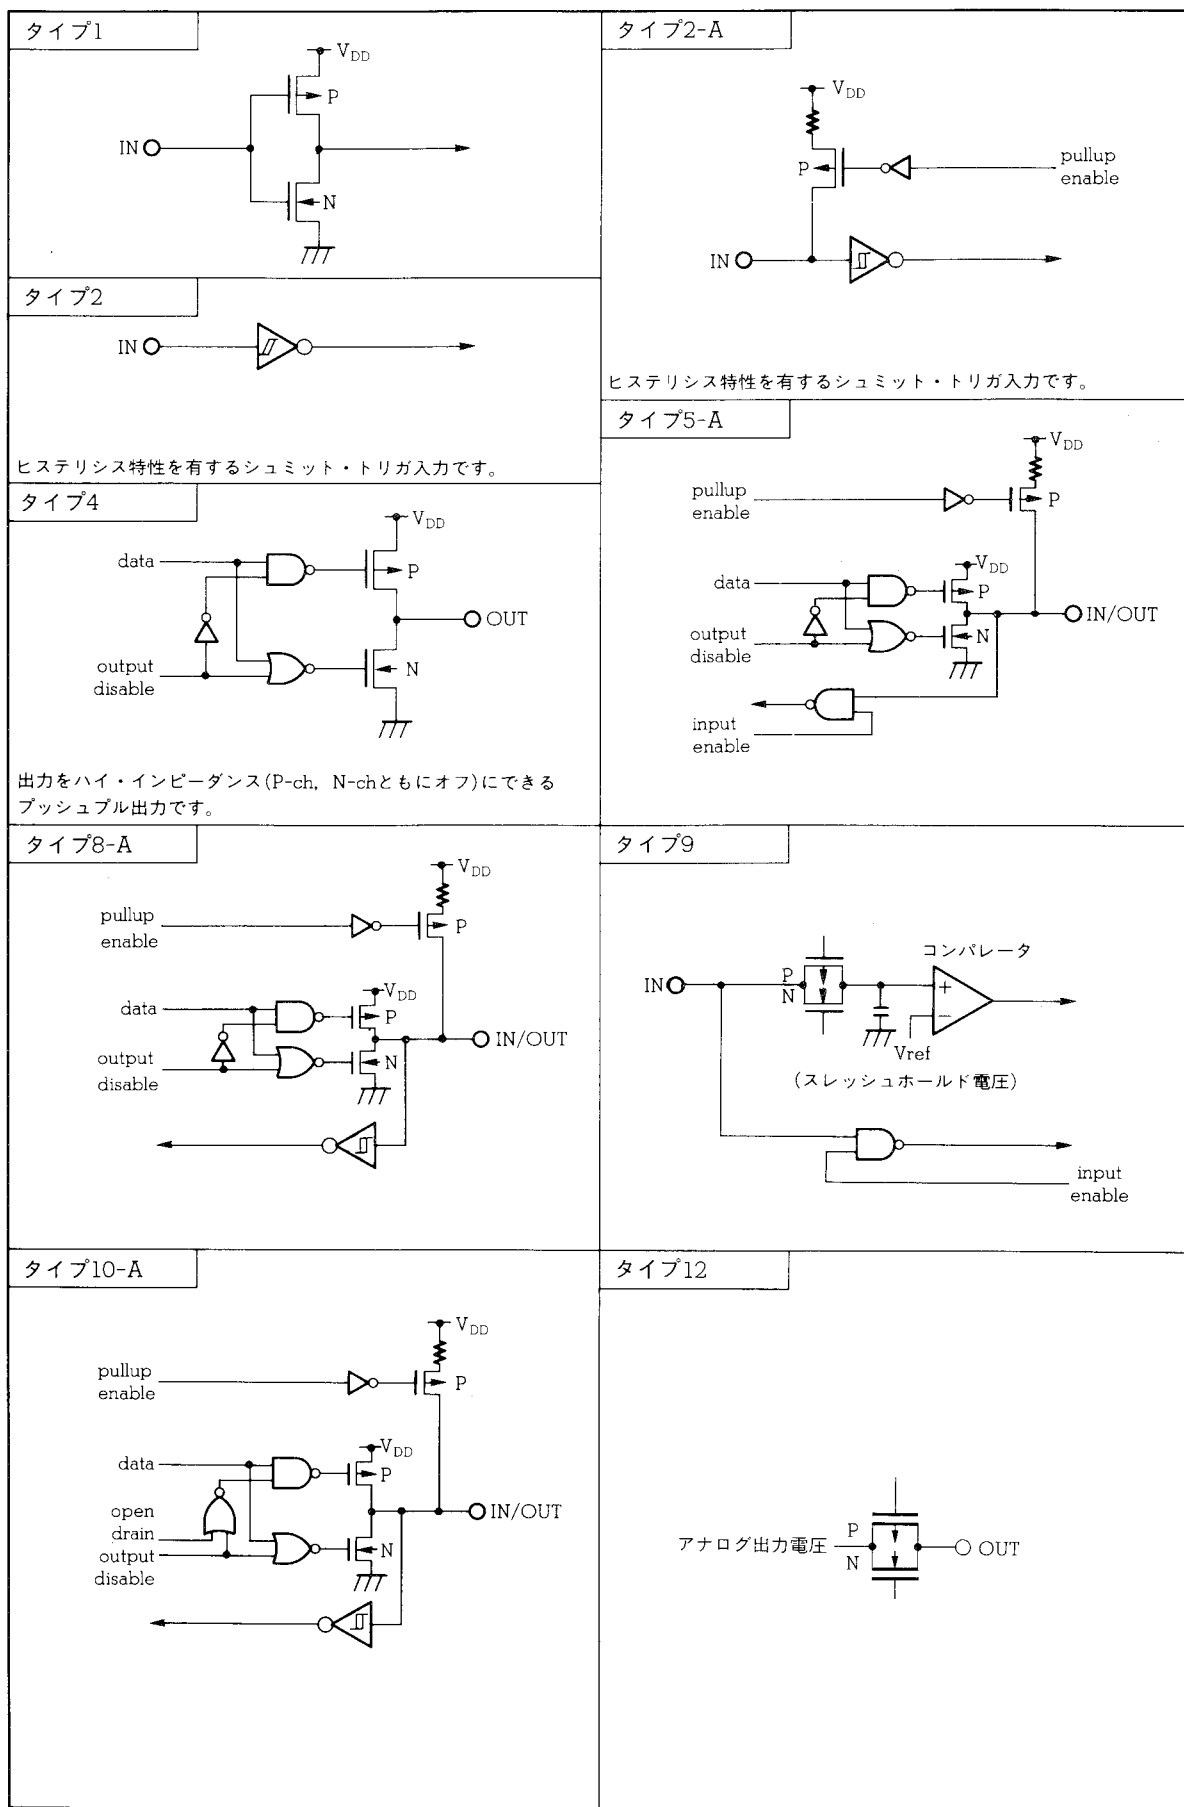 タイプ1
V_DD
P
IN
N
タイプ2
IN
ヒステリシス特性を有するシュミット・トリガ入力です。
タイプ4
V_DD
data
P
OUT
output
disable
N
出力をハイ・インピーダンス(P-ch, N-chともにオフ)にできる
プッシュプル出力です。
タイプ2-A
V_DD
P
pullup
enable
IN
ヒステリシス特性を有するシュミット・トリガ入力です。
タイプ5-A
V_DD
pullup
enable
P
V_DD
data
P
IN/OUT
output
disable
N
input
enable
タイプ8-A
V_DD
pullup
enable
P
V_DD
data
P
IN/OUT
output
disable
N
タイプ9
コンパレータ
IN
P
N
+
−
Vref
(スレッシュホールド電圧)
input
enable
タイプ10-A
V_DD
pullup
enable
P
V_DD
data
P
IN/OUT
open
drain
output
disable
N
タイプ12
アナログ出力電圧
P
N
OUT